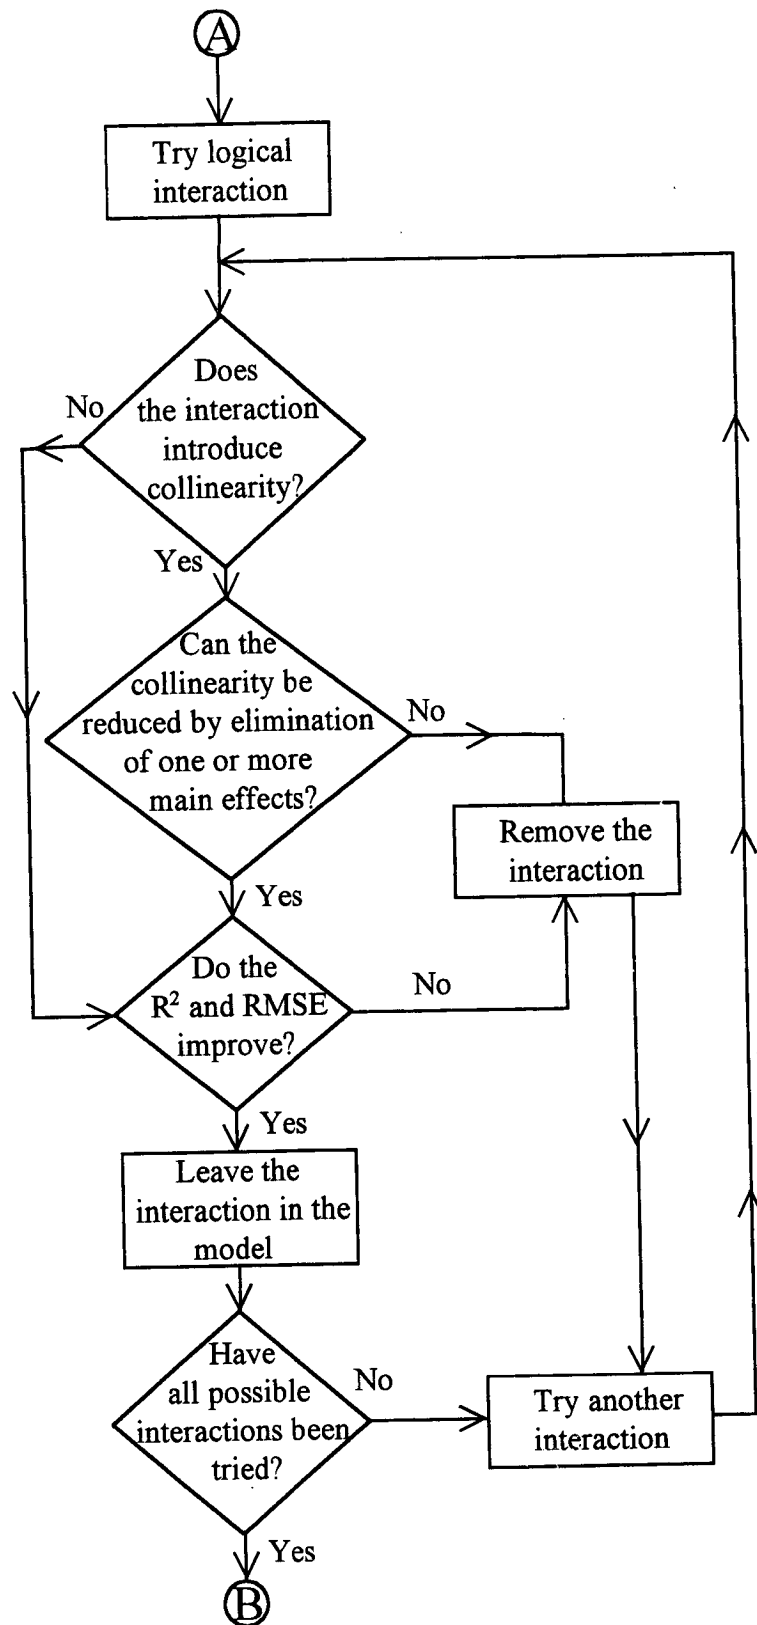 A
Try logical
interaction
Does
the interaction
introduce
collinearity?
No
Yes
Can the
collinearity be
reduced by elimination
of one or more
main effects?
No
Remove the
interaction
Yes
Do the
R² and RMSE
improve?
No
Yes
Leave the
interaction in the
model
Have
all possible
interactions been
tried?
No
Try another
interaction
Yes
B